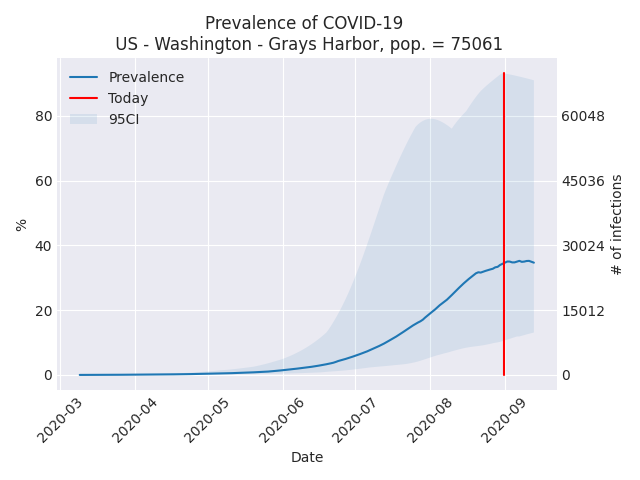 Prevalence of COVID-19
US - Washington - Grays Harbor, pop. = 75061
Prevalence
Today
95CI
80
60
40
20
0
%
60048
45036
30024
15012
0
# of infections
2020-03
2020-04
2020-05
2020-06
2020-07
2020-08
2020-09
Date